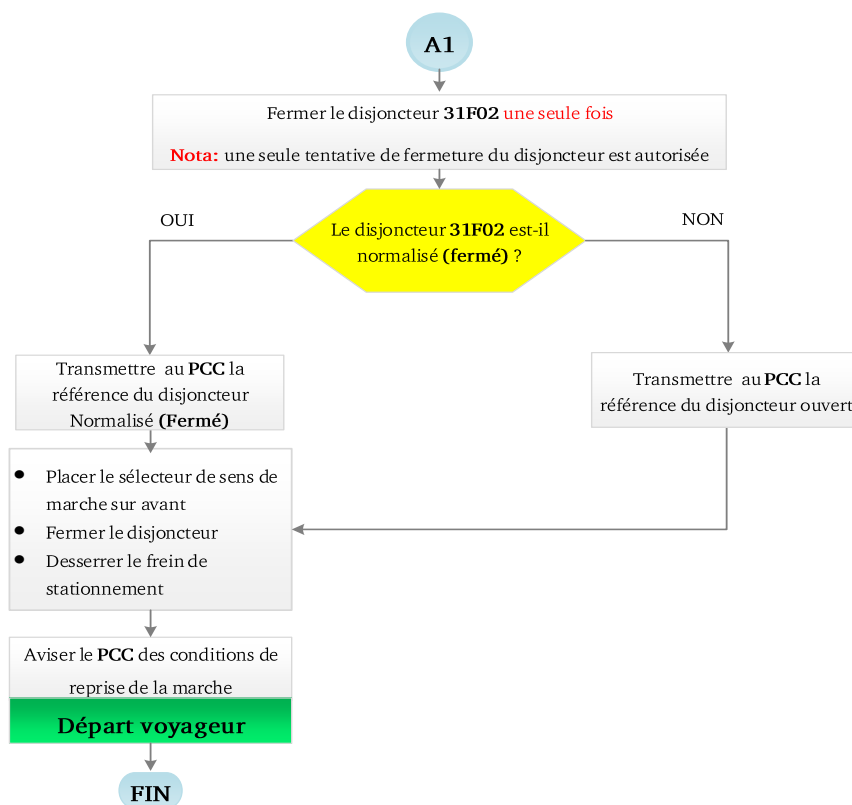 A1
Fermer le disjoncteur 31F02 une seule fois
Nota: une seule tentative de fermeture du disjoncteur est autorisée
OUI
NON
Le disjoncteur 31F02 est-il
normalisé (fermé) ?
Transmettre au PCC la
référence du disjoncteur
Normalisé (Fermé)
Transmettre au PCC la
référence du disjoncteur ouvert
• Placer le sélecteur de sens de
marche sur avant
• Fermer le disjoncteur
• Desserrer le frein de
stationnement
Aviser le PCC des conditions de
reprise de la marche
Départ voyageur
FIN